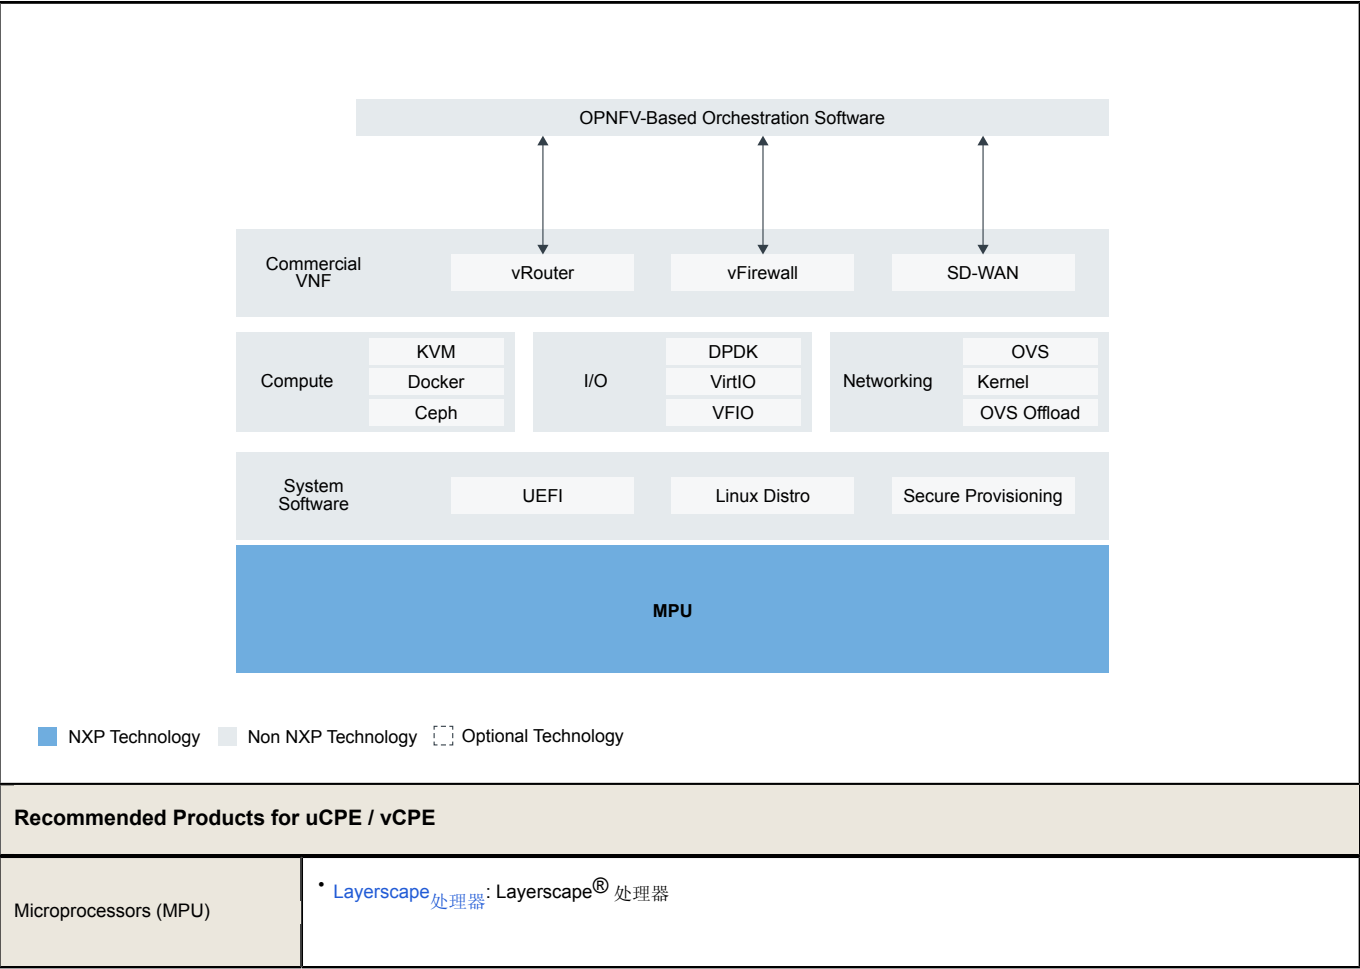 OPNFV-Based Orchestration Software
Commercial
VNF
vRouter
vFirewall
SD-WAN
Compute
KVM
Docker
Ceph
I/O
DPDK
VirtIO
VFIO
Networking
OVS
Kernel
OVS Offload
System
Software
UEFI
Linux Distro
Secure Provisioning
MPU
NXP Technology
Non NXP Technology
Optional Technology
Recommended Products for uCPE / vCPE
Microprocessors (MPU)
• Layerscape处理器: Layerscape® 处理器